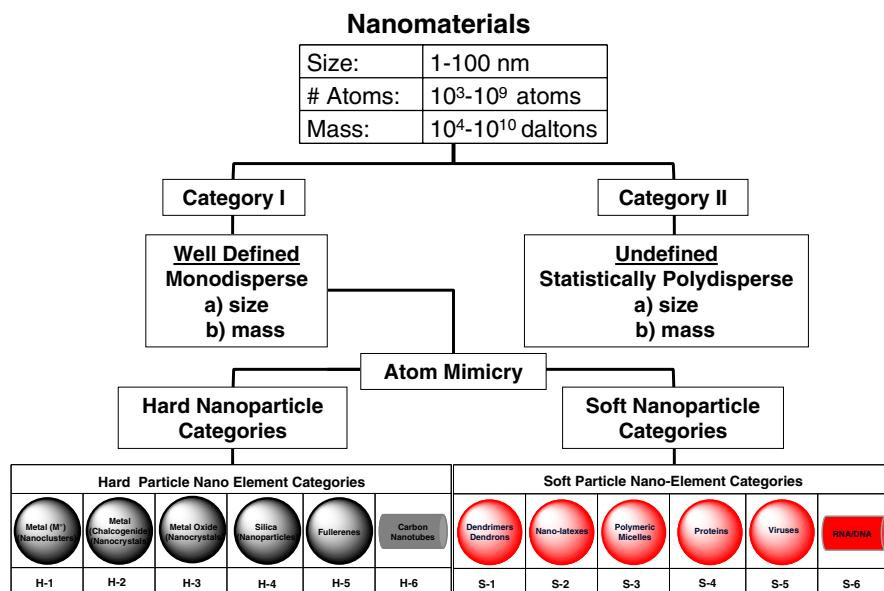 Nanomaterials
Size: 1-100 nm
# Atoms: 10³-10⁹ atoms
Mass: 10⁴-10¹⁰ daltons
Category I
Category II
Well Defined
Monodisperse
a) size
b) mass
Undefined
Statistically Polydisperse
a) size
b) mass
Atom Mimicry
Hard Nanoparticle
Categories
Soft Nanoparticle
Categories
Hard Particle Nano Element Categories
Soft Particle Nano-Element Categories
Metal (M°)
(Nanoclusters)
Metal
(Chalcogenide)
(Nanocrystals)
Metal Oxide
(Nanocrystals)
Silica
(Nanoparticles)
Fullerenes
Carbon
Nanotubes
Dendrimers
Dendrons
Nano-latexes
Polymeric
Micelles
Proteins
Viruses
RNA/DNA
H-1 H-2 H-3 H-4 H-5 H-6 S-1 S-2 S-3 S-4 S-5 S-6